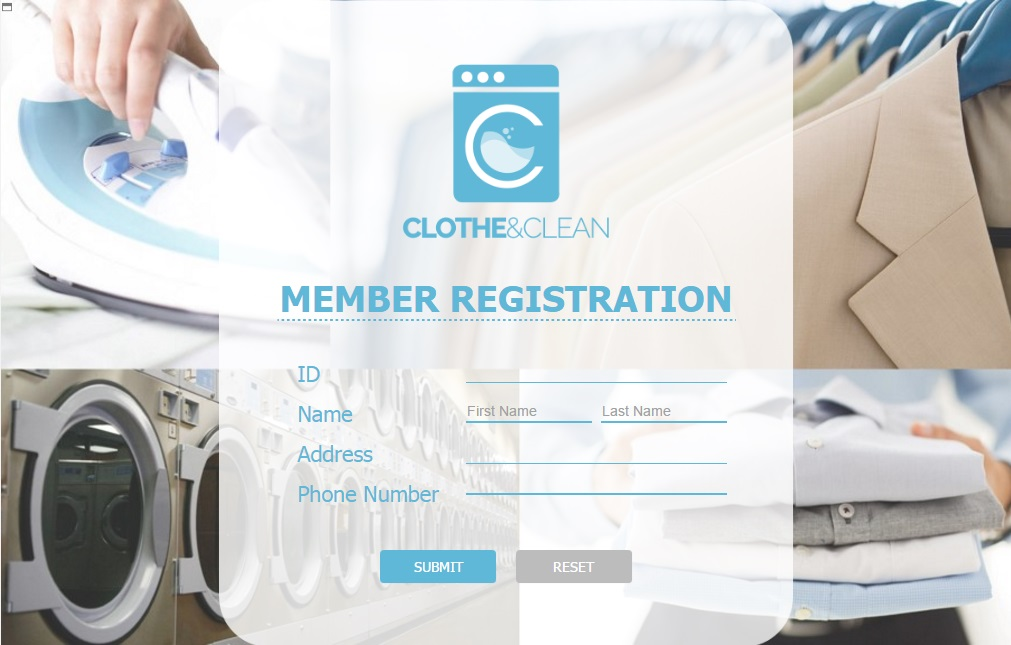 CLOTHE&CLEAN
MEMBER REGISTRATION
ID
Name First Name Last Name
Address
Phone Number
SUBMIT RESET